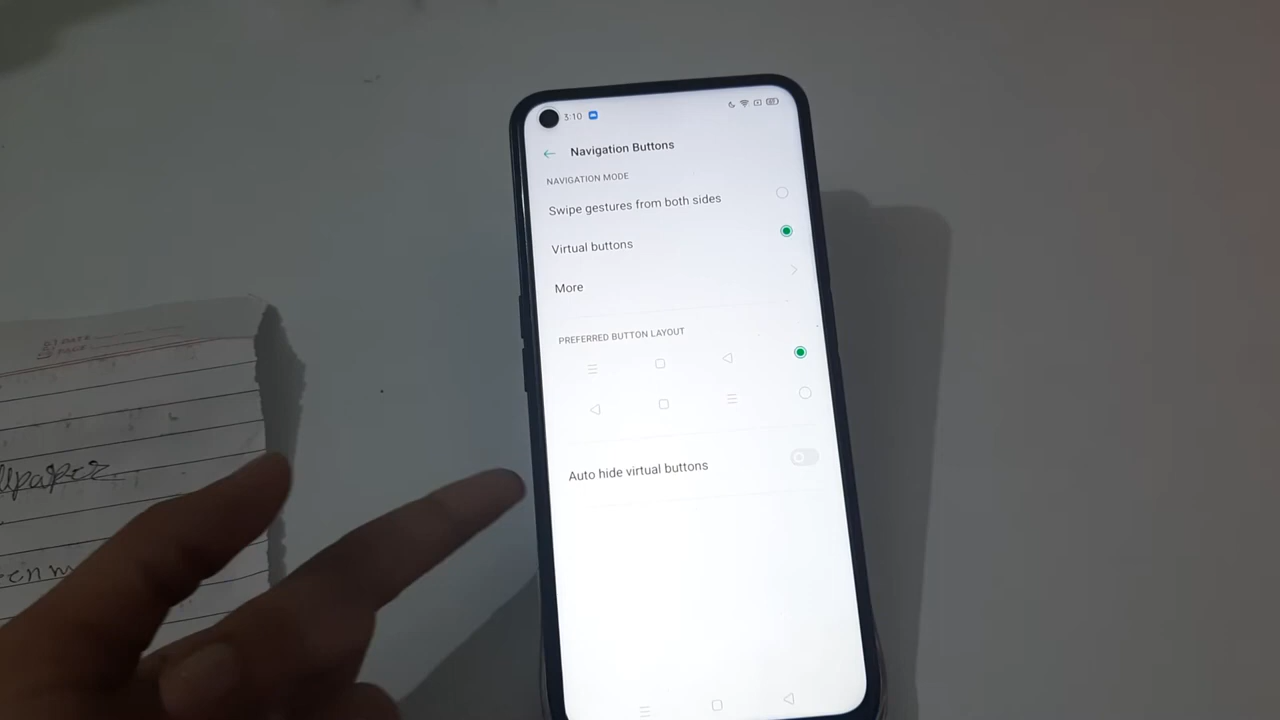 3:10
Navigation Buttons
NAVIGATION MODE
Swipe gestures from both sides
Virtual buttons
More
PREFERRED BUTTON LAYOUT
Auto hide virtual buttons
DATE